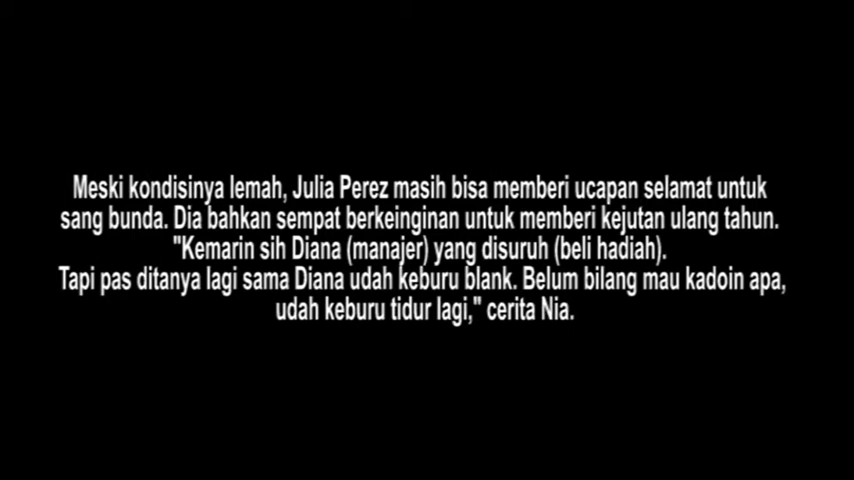 Meski kondisinya lemah, Julia Perez masih bisa memberi ucapan selamat untuk
sang bunda. Dia bahkan sempat berkeinginan untuk memberi kejutan ulang tahun.
"Kemarin sih Diana (manajer) yang disuruh (beli hadiah).
Tapi pas ditanya lagi sama Diana udah keburu blank. Belum bilang mau kadoin apa,
udah keburu tidur lagi," cerita Nia.